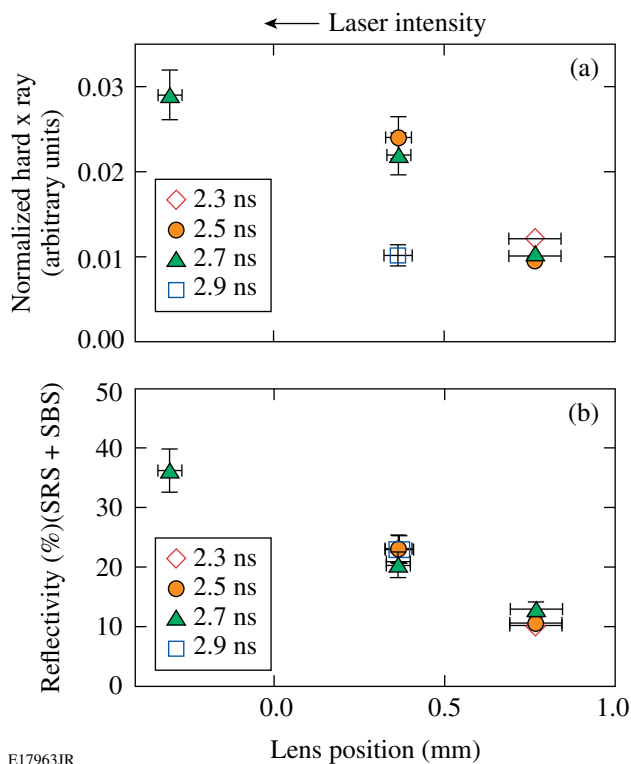 ← Laser intensity
(a)
Normalized hard x ray
(arbitrary units)
0.03
0.02
0.01
0.00
2.3 ns
2.5 ns
2.7 ns
2.9 ns
(b)
Reflectivity (%)(SRS + SBS)
50
40
30
20
10
0
2.3 ns
2.5 ns
2.7 ns
2.9 ns
0.0 0.5 1.0
Lens position (mm)
E17963JR